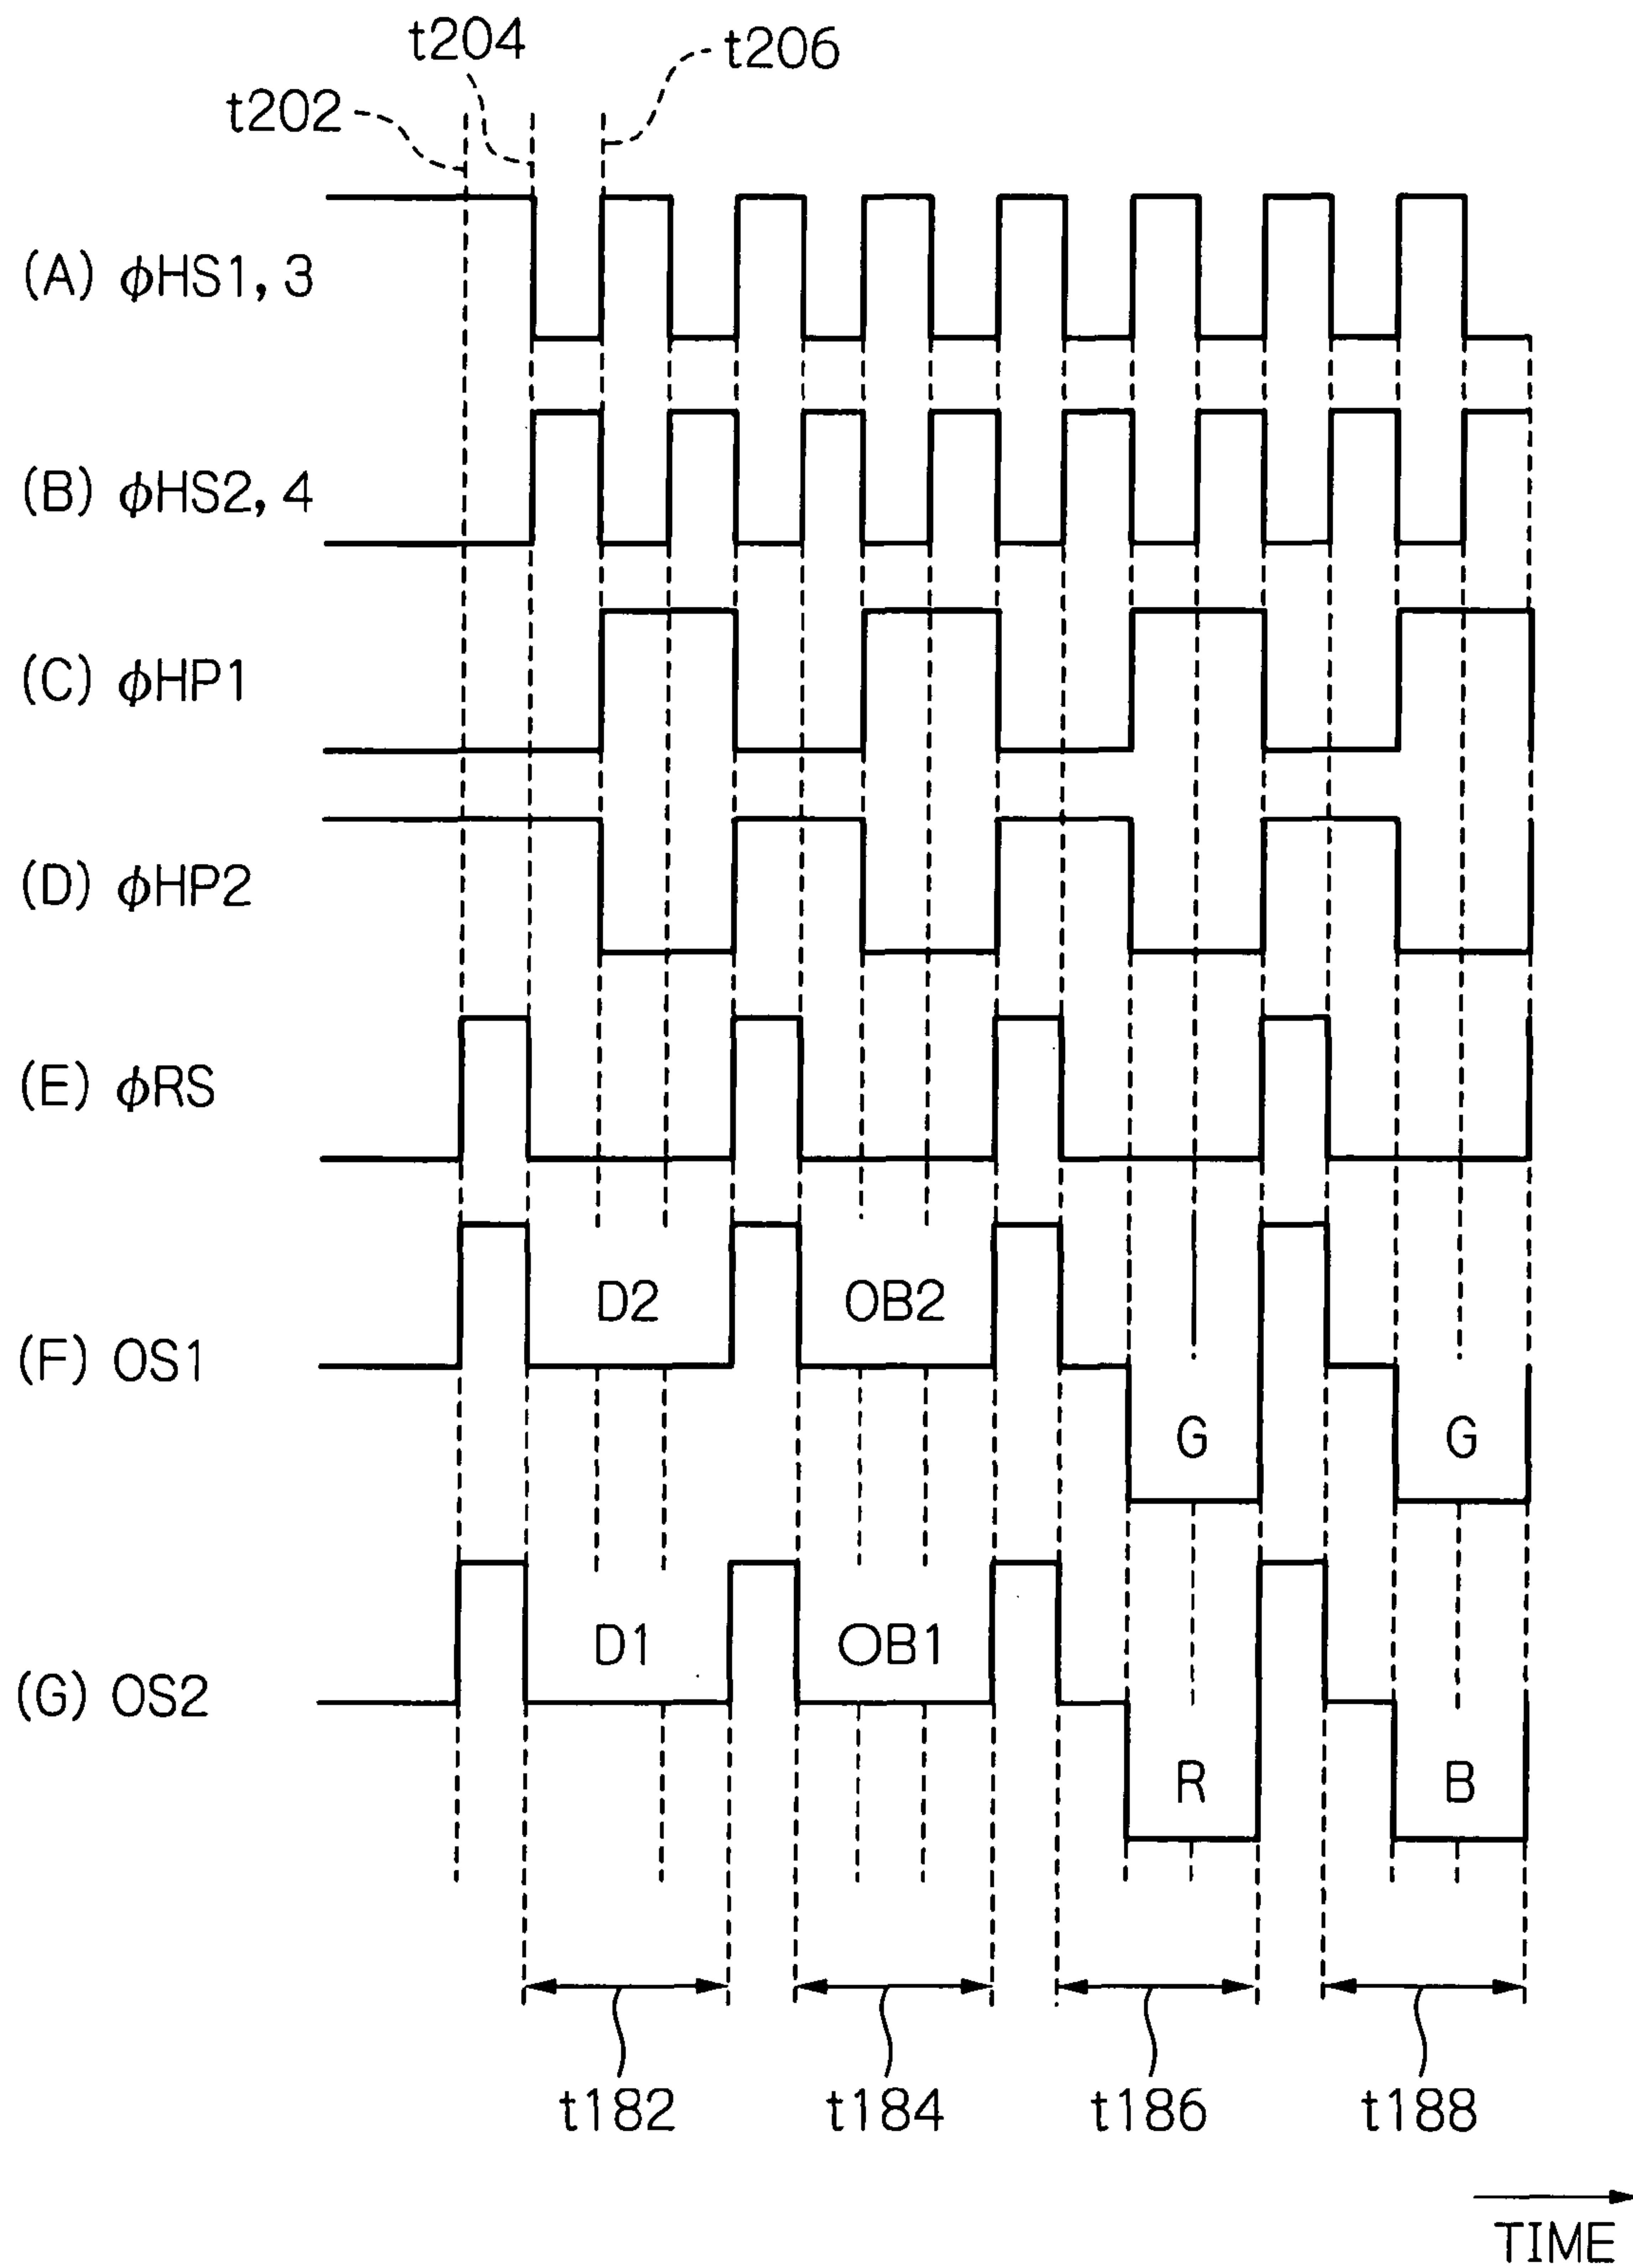 t204
t206
t202
(A) ϕHS1, 3
(B) ϕHS2, 4
(C) ϕHP1
(D) ϕHP2
(E) ϕRS
D2 OB2
(F) OS1
G G
D1 OB1
(G) OS2
R B
t182 t184 t186 t188
TIME